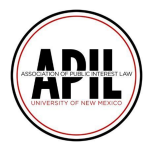 APIL
ASSOCIATION OF PUBLIC INTEREST LAW
UNIVERSITY OF NEW MEXICO